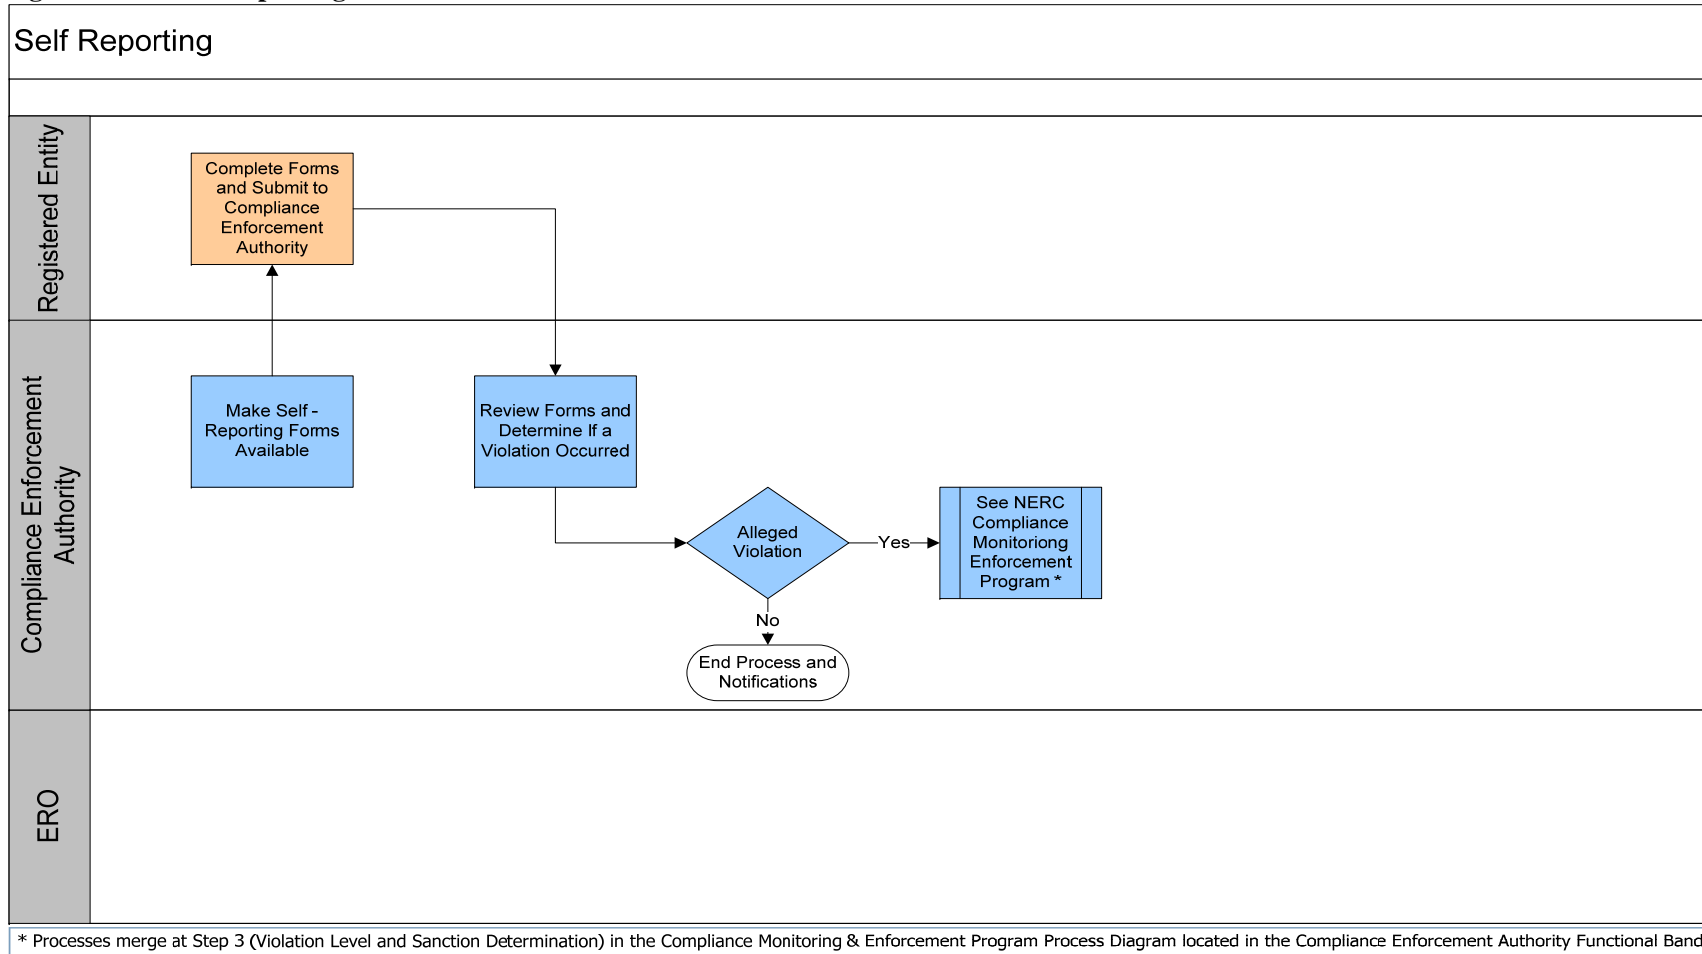 Self Reporting
Registered Entity
Complete Forms
and Submit to
Compliance
Enforcement
Authority
Compliance Enforcement
Authority
Make Self -
Reporting Forms
Available
Review Forms and
Determine If a
Violation Occurred
Alleged
Violation
Yes
See NERC
Compliance
Monitoriong
Enforcement
Program *
No
End Process and
Notifications
ERO
* Processes merge at Step 3 (Violation Level and Sanction Determination) in the Compliance Monitoring & Enforcement Program Process Diagram located in the Compliance Enforcement Authority Functional Band